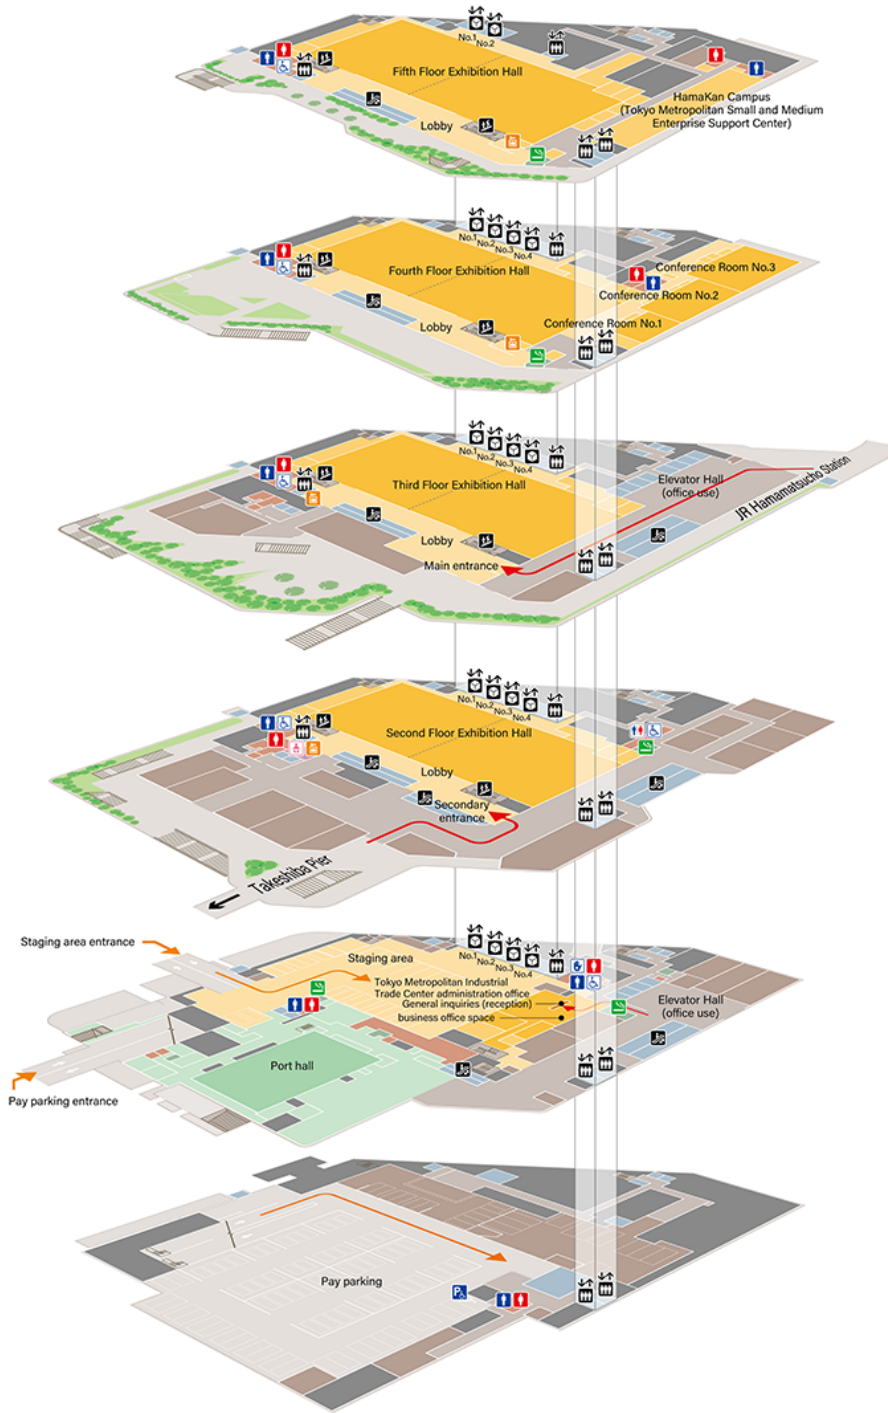 No.1
No.2
Fifth Floor Exhibition Hall
HamaKan Campus
(Tokyo Metropolitan Small and Medium
Enterprise Support Center)
Lobby
No.1
No.2
No.3
No.4
Fourth Floor Exhibition Hall
Conference Room No.3
Conference Room No.2
Conference Room No.1
Lobby
No.1
No.2
No.3
No.4
Third Floor Exhibition Hall
Elevator Hall
(office use)
JR Hamamatsucho Station
Lobby
Main entrance
No.1
No.2
No.3
No.4
Second Floor Exhibition Hall
Lobby
Secondary
entrance
Takeshiba Pier
Staging area entrance
No.1
No.2
No.3
No.4
Staging area
Tokyo Metropolitan Industrial
Trade Center administration office
General inquiries (reception)
business office space
Elevator Hall
(office use)
Port hall
Pay parking entrance
Pay parking
P